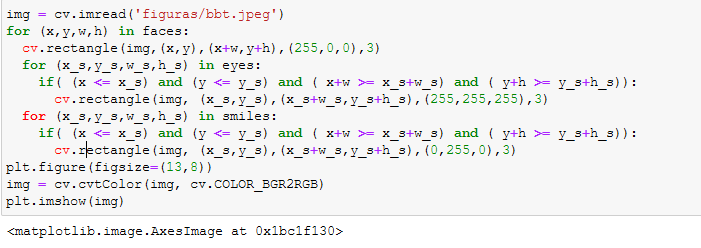 img = cv.imread('figuras/bbt.jpeg')
for (x,y,w,h) in faces:
  cv.rectangle(img,(x,y),(x+w,y+h),(255,0,0),3)
  for (x_s,y_s,w_s,h_s) in eyes:
    if( (x <= x_s) and (y <= y_s) and ( x+w >= x_s+w_s) and ( y+h >= y_s+h_s)):
      cv.rectangle(img, (x_s,y_s),(x_s+w_s,y_s+h_s),(255,255,255),3)
  for (x_s,y_s,w_s,h_s) in smiles:
    if( (x <= x_s) and (y <= y_s) and ( x+w >= x_s+w_s) and ( y+h >= y_s+h_s)):
      cv.rectangle(img, (x_s,y_s),(x_s+w_s,y_s+h_s),(0,255,0),3)
plt.figure(figsize=(13,8))
img = cv.cvtColor(img, cv.COLOR_BGR2RGB)
plt.imshow(img)
<matplotlib.image.AxesImage at 0x1bc1f130>